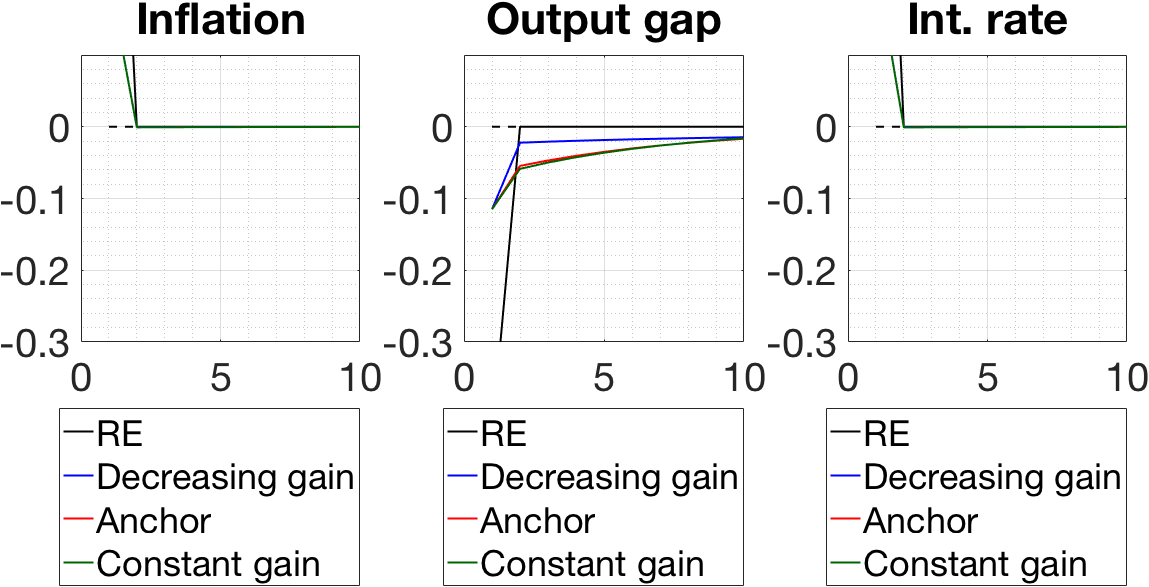 Inflation
Output gap
Int. rate
0
-0.1
-0.2
-0.3
0
5
10
0
-0.1
-0.2
-0.3
0
5
10
0
-0.1
-0.2
-0.3
0
5
10
RE
Decreasing gain
Anchor
Constant gain
RE
Decreasing gain
Anchor
Constant gain
RE
Decreasing gain
Anchor
Constant gain